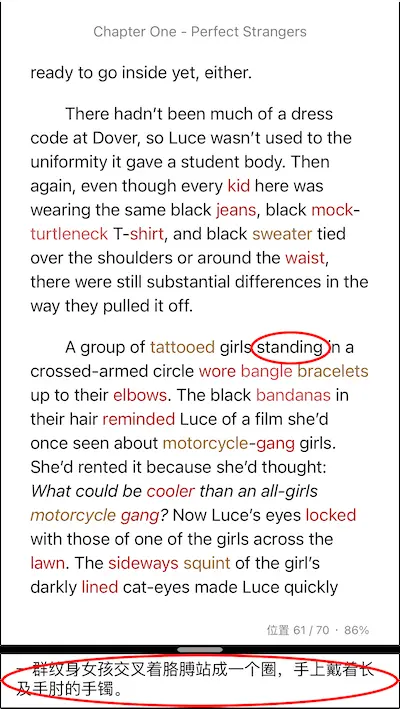 Chapter One - Perfect Strangers
ready to go inside yet, either.
There hadn’t been much of a dress
code at Dover, so Luce wasn’t used to the
uniformity it gave a student body. Then
again, even though every kid here was
wearing the same black jeans, black mock-
turtleneck T-shirt, and black sweater tied
over the shoulders or around the waist,
there were still substantial differences in the
way they pulled it off.
A group of tattooed girls standing in a
crossed-armed circle wore bangle bracelets
up to their elbows. The black bandanas in
their hair reminded Luce of a film she’d
once seen about motorcycle-gang girls.
She’d rented it because she’d thought:
What could be cooler than an all-girls
motorcycle gang? Now Luce’s eyes locked
with those of one of the girls across the
lawn. The sideways squint of the girl’s
darkly lined cat-eyes made Luce quickly
位置 61 / 70 · 86%
一群纹身女孩交叉着胳膊站成一个圈，手上戴着长
及手肘的手镯。